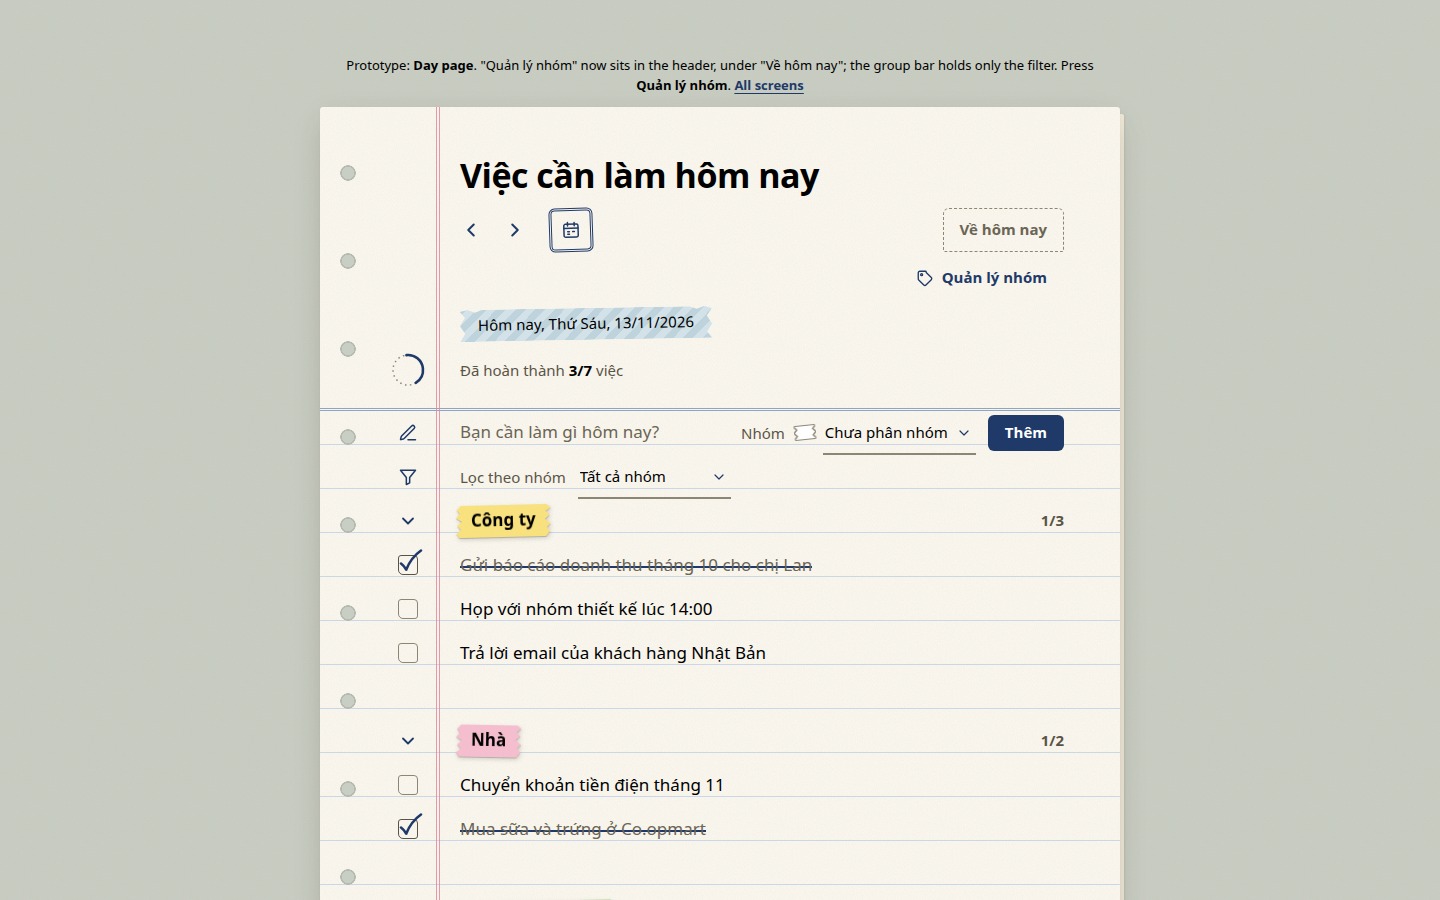 Prototype: Day page. "Quản lý nhóm" now sits in the header, under "Về hôm nay"; the group bar holds only the filter. Press
Quản lý nhóm. All screens
Việc cần làm hôm nay
Về hôm nay
Quản lý nhóm
Hôm nay, Thứ Sáu, 13/11/2026
Đã hoàn thành 3/7 việc
Bạn cần làm gì hôm nay? Nhóm Chưa phân nhóm Thêm
Lọc theo nhóm Tất cả nhóm
Công ty 1/3
Gửi báo cáo doanh thu tháng 10 cho chị Lan
Họp với nhóm thiết kế lúc 14:00
Trả lời email của khách hàng Nhật Bản
Nhà 1/2
Chuyển khoản tiền điện tháng 11
Mua sữa và trứng ở Co.opmart